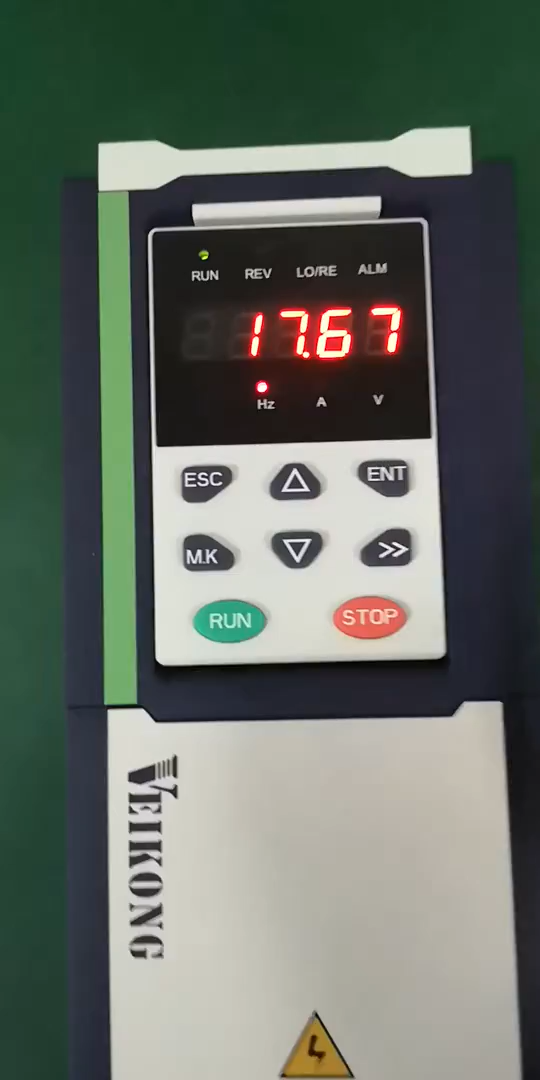 RUN REV LO/RE ALM
17.67
Hz A V
ESC ENT
M.K
RUN STOP
VEIKONG